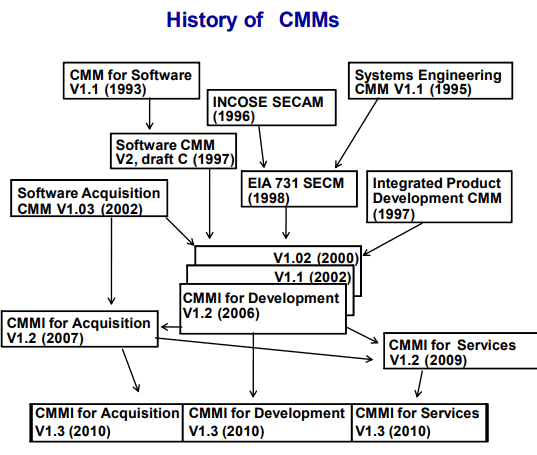 History of CMMs
CMM for Software
V1.1 (1993)
Systems Engineering
CMM V1.1 (1995)
INCOSE SECAM
(1996)
Software CMM
V2, draft C (1997)
EIA 731 SECM
(1998)
Integrated Product
Development CMM
(1997)
Software Acquisition
CMM V1.03 (2002)
V1.02 (2000)
V1.1 (2002)
CMMI for Development
V1.2 (2006)
CMMI for Acquisition
V1.2 (2007)
CMMI for Services
V1.2 (2009)
CMMI for Acquisition
V1.3 (2010)
CMMI for Development
V1.3 (2010)
CMMI for Services
V1.3 (2010)